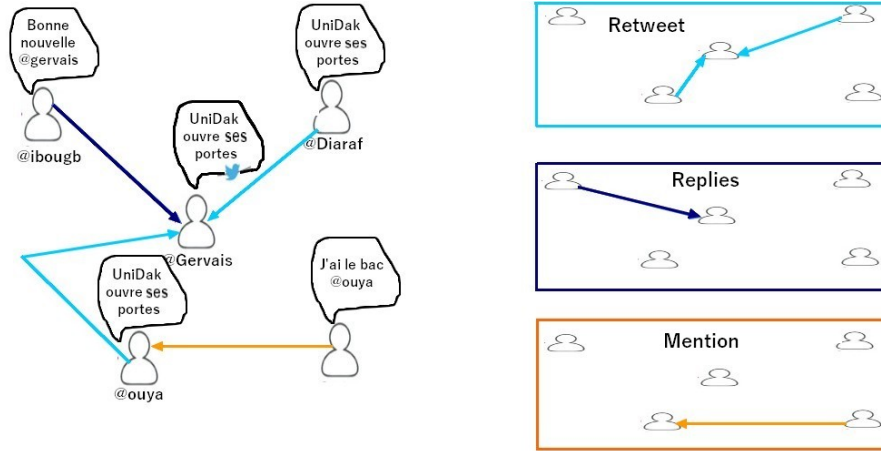 Bonne
nouvelle
@gervais
@ibougb
UniDak
ouvre ses
portes
@Diaraf
UniDak
ouvre ses
portes
@Gervais
UniDak
ouvre ses
portes
@ouya
J'ai le bac
@ouya
Retweet
Replies
Mention